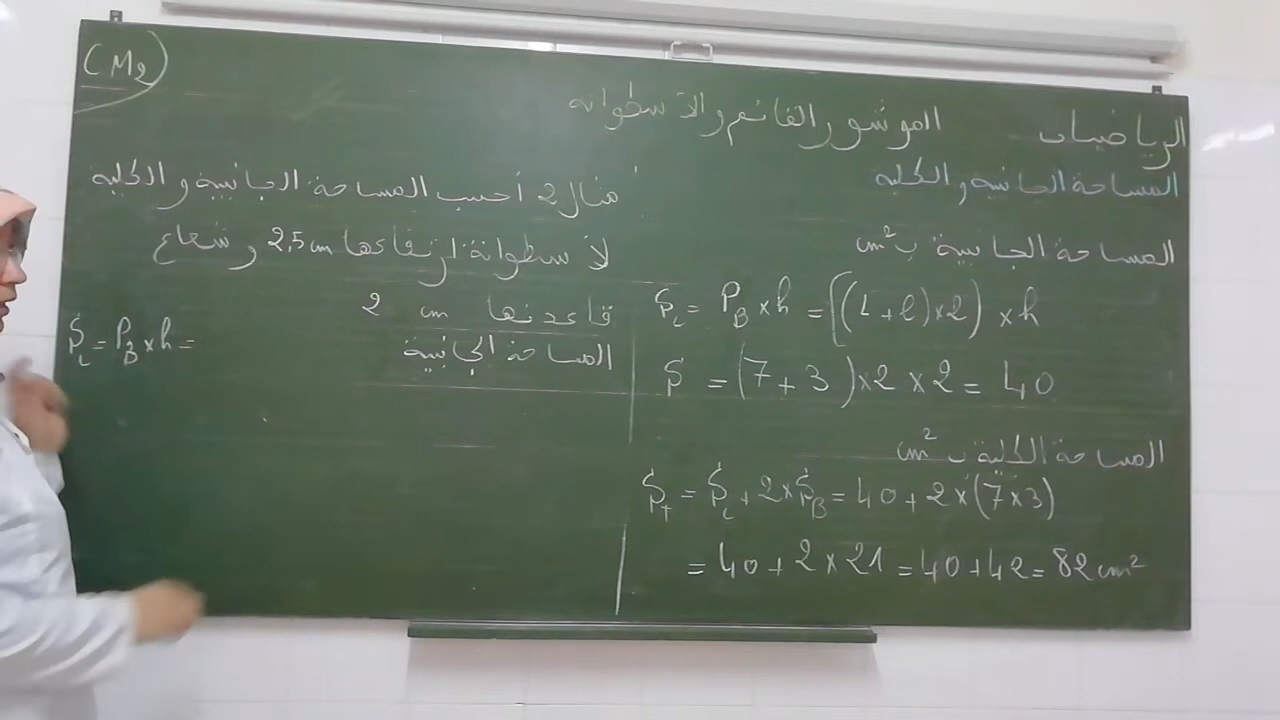 (M2)
الرياضيات الموشور القائم والاسطوانه
المساحة الجانبية والكلية
المساحة الجانبية ب cm²
S_L = P_B × h = [(L + l) × 2) × h
S = (7 + 3) × 2 × 2 = 40
المساحة الكلية ب cm²
S_t = S_L + 2 × S_B = 40 + 2 × (7 × 3)
= 40 + 2 × 21 = 40 + 42 = 82 cm²
مثال 2 أحسب المساحة الجانبية والكلية
لاسطوانة ارتفاعها 2,5 cm وشعاع
قاعدتها 2 cm
المساحة الجانبية
S_L = P_B × h =